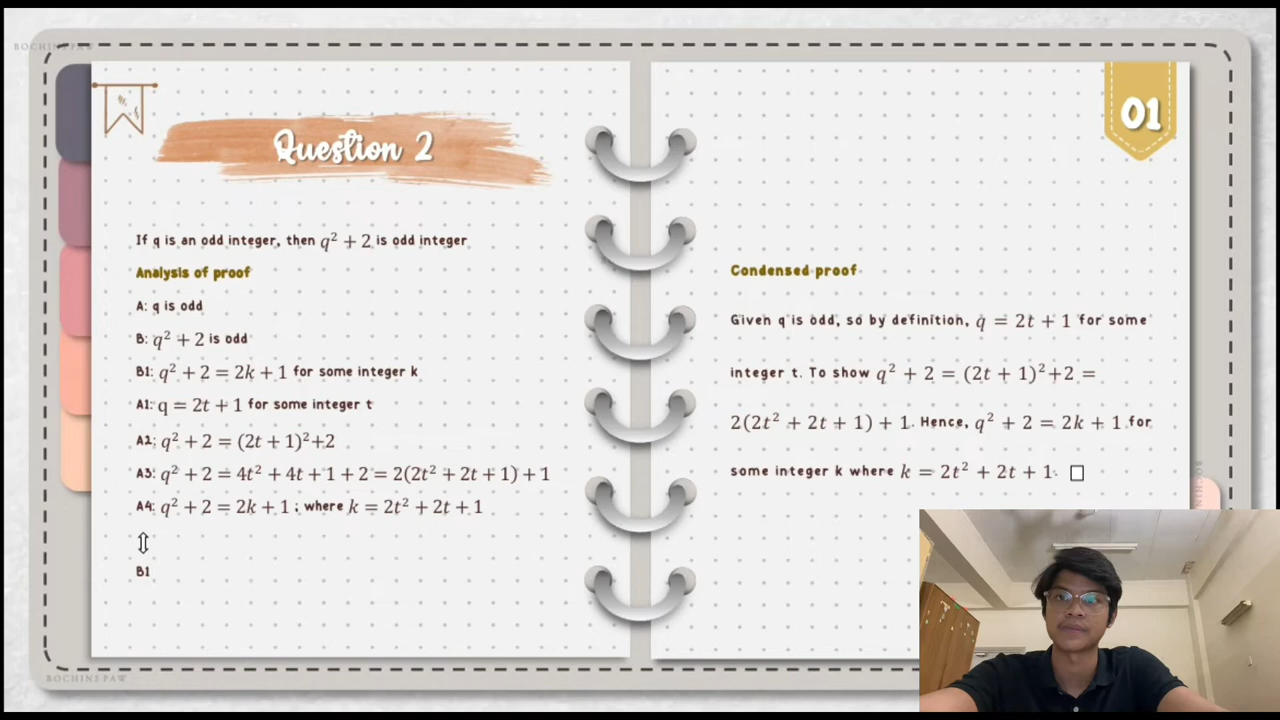 BOCHINS PAW
Question 2
01
If q is an odd integer, then q² + 2 is odd integer
Analysis of proof
A: q is odd
B: q² + 2 is odd
B1: q² + 2 = 2k + 1 for some integer k
A1: q = 2t + 1 for some integer t
A2: q² + 2 = (2t + 1)²+2
A3: q² + 2 = 4t² + 4t + 1 + 2 = 2(2t² + 2t + 1) + 1
A4: q² + 2 = 2k + 1 ; where k = 2t² + 2t + 1
⇕
B1
Condensed proof
Given q is odd, so by definition, q = 2t + 1 for some
integer t. To show q² + 2 = (2t + 1)²+2 =
2(2t² + 2t + 1) + 1. Hence, q² + 2 = 2k + 1 for
some integer k where k = 2t² + 2t + 1. □
BOCHINS PAW